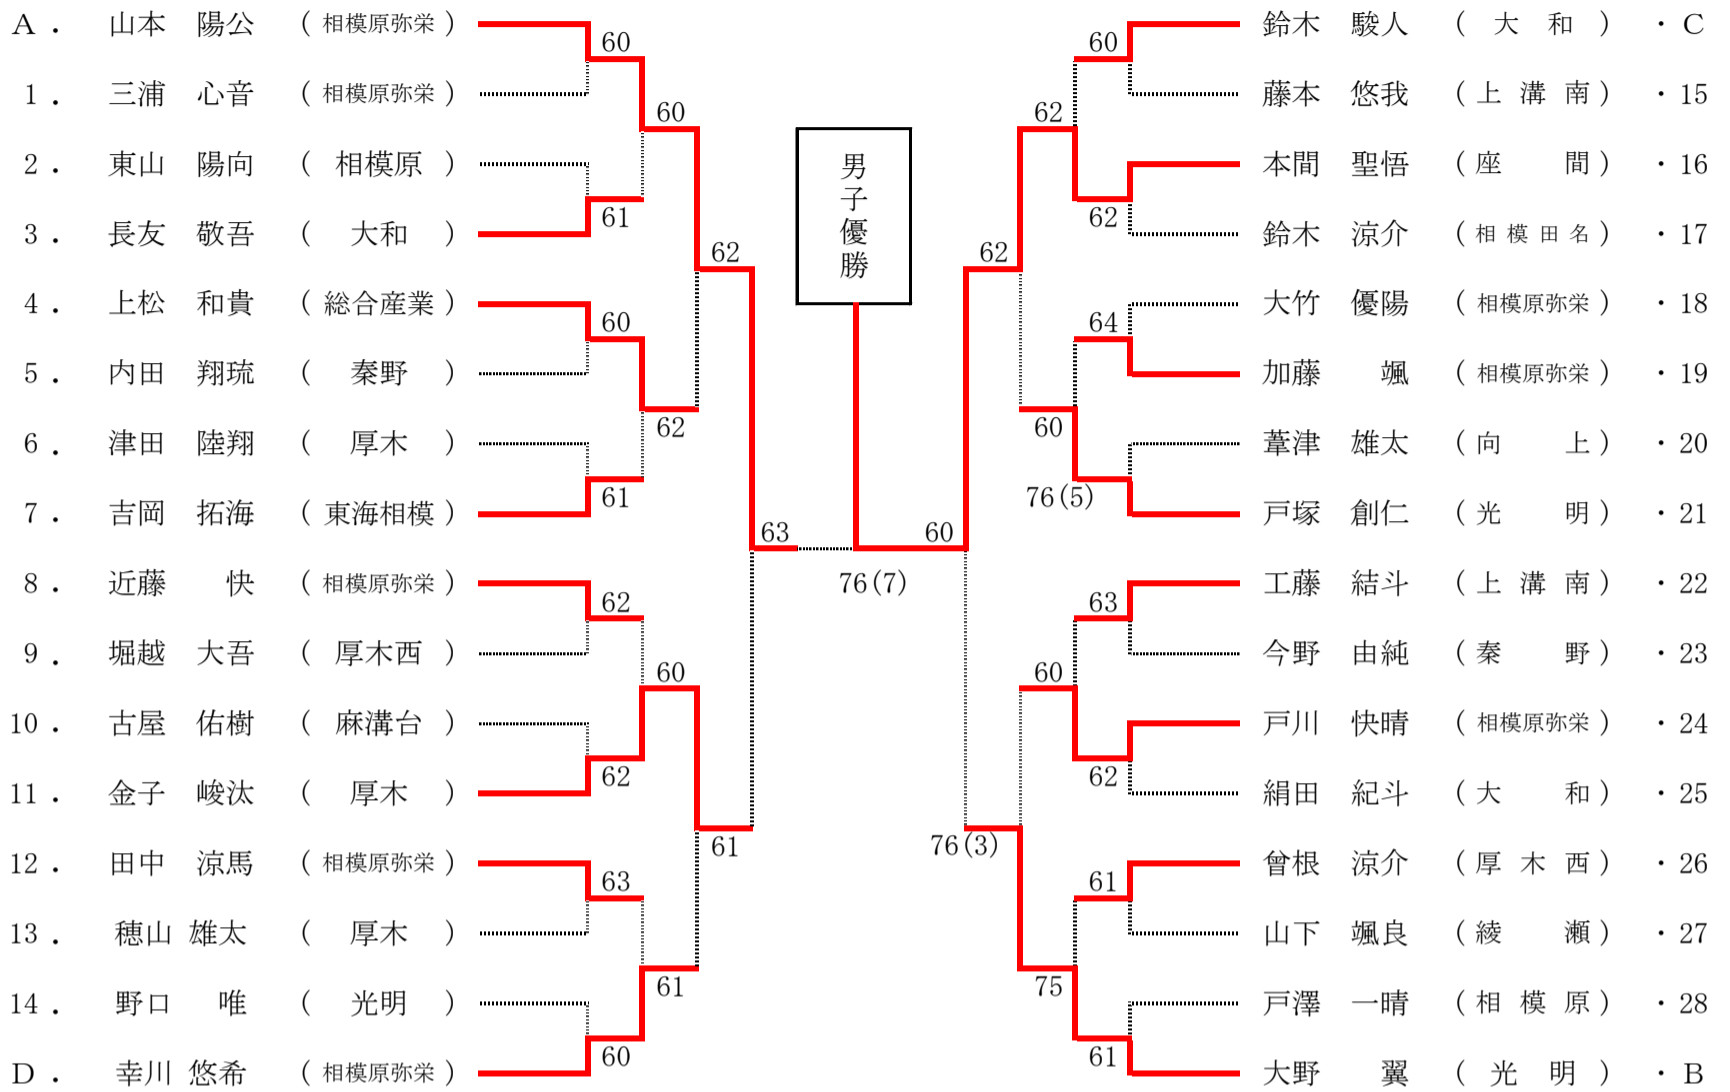 A . 山本 陽公 ( 相模原弥栄 )
1 . 三浦 心音 ( 相模原弥栄 )
2 . 東山 陽向 ( 相模原 )
3 . 長友 敬吾 ( 大和 )
4 . 上松 和貴 ( 総合産業 )
5 . 内田 翔琉 ( 秦野 )
6 . 津田 陸翔 ( 厚木 )
7 . 吉岡 拓海 ( 東海相模 )
8 . 近藤 快 ( 相模原弥栄 )
9 . 堀越 大吾 ( 厚木西 )
10 . 古屋 佑樹 ( 麻溝台 )
11 . 金子 峻汰 ( 厚木 )
12 . 田中 涼馬 ( 相模原弥栄 )
13 . 穂山 雄太 ( 厚木 )
14 . 野口 唯 ( 光明 )
D . 幸川 悠希 ( 相模原弥栄 )
60
61
60
61
62
62
63
60
60
62
60
61
62
61
63
男子優勝
76(7)
60
62
76(3)
62
60
60
75
60
62
64
76(5)
63
62
61
61
鈴木 駿人 ( 大 和 ) ・ C
藤本 悠我 ( 上 溝 南 ) ・ 15
本間 聖悟 ( 座 間 ) ・ 16
鈴木 涼介 ( 相 模 田 名 ) ・ 17
大竹 優陽 ( 相模原弥栄 ) ・ 18
加藤 颯 ( 相模原弥栄 ) ・ 19
葦津 雄太 ( 向 上 ) ・ 20
戸塚 創仁 ( 光 明 ) ・ 21
工藤 結斗 ( 上 溝 南 ) ・ 22
今野 由純 ( 秦 野 ) ・ 23
戸川 快晴 ( 相模原弥栄 ) ・ 24
絹田 紀斗 ( 大 和 ) ・ 25
曾根 涼介 ( 厚 木 西 ) ・ 26
山下 颯良 ( 綾 瀬 ) ・ 27
戸澤 一晴 ( 相 模 原 ) ・ 28
大野 翼 ( 光 明 ) ・ B